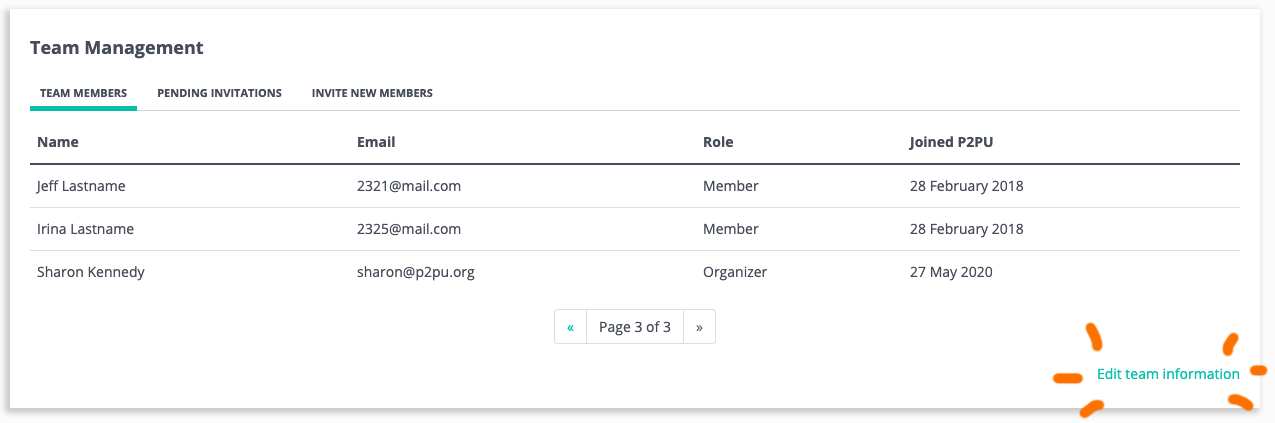 Team Management
TEAM MEMBERS PENDING INVITATIONS INVITE NEW MEMBERS
Name Email Role Joined P2PU
Jeff Lastname 2321@mail.com Member 28 February 2018
Irina Lastname 2325@mail.com Member 28 February 2018
Sharon Kennedy sharon@p2pu.org Organizer 27 May 2020
« Page 3 of 3 »
Edit team information